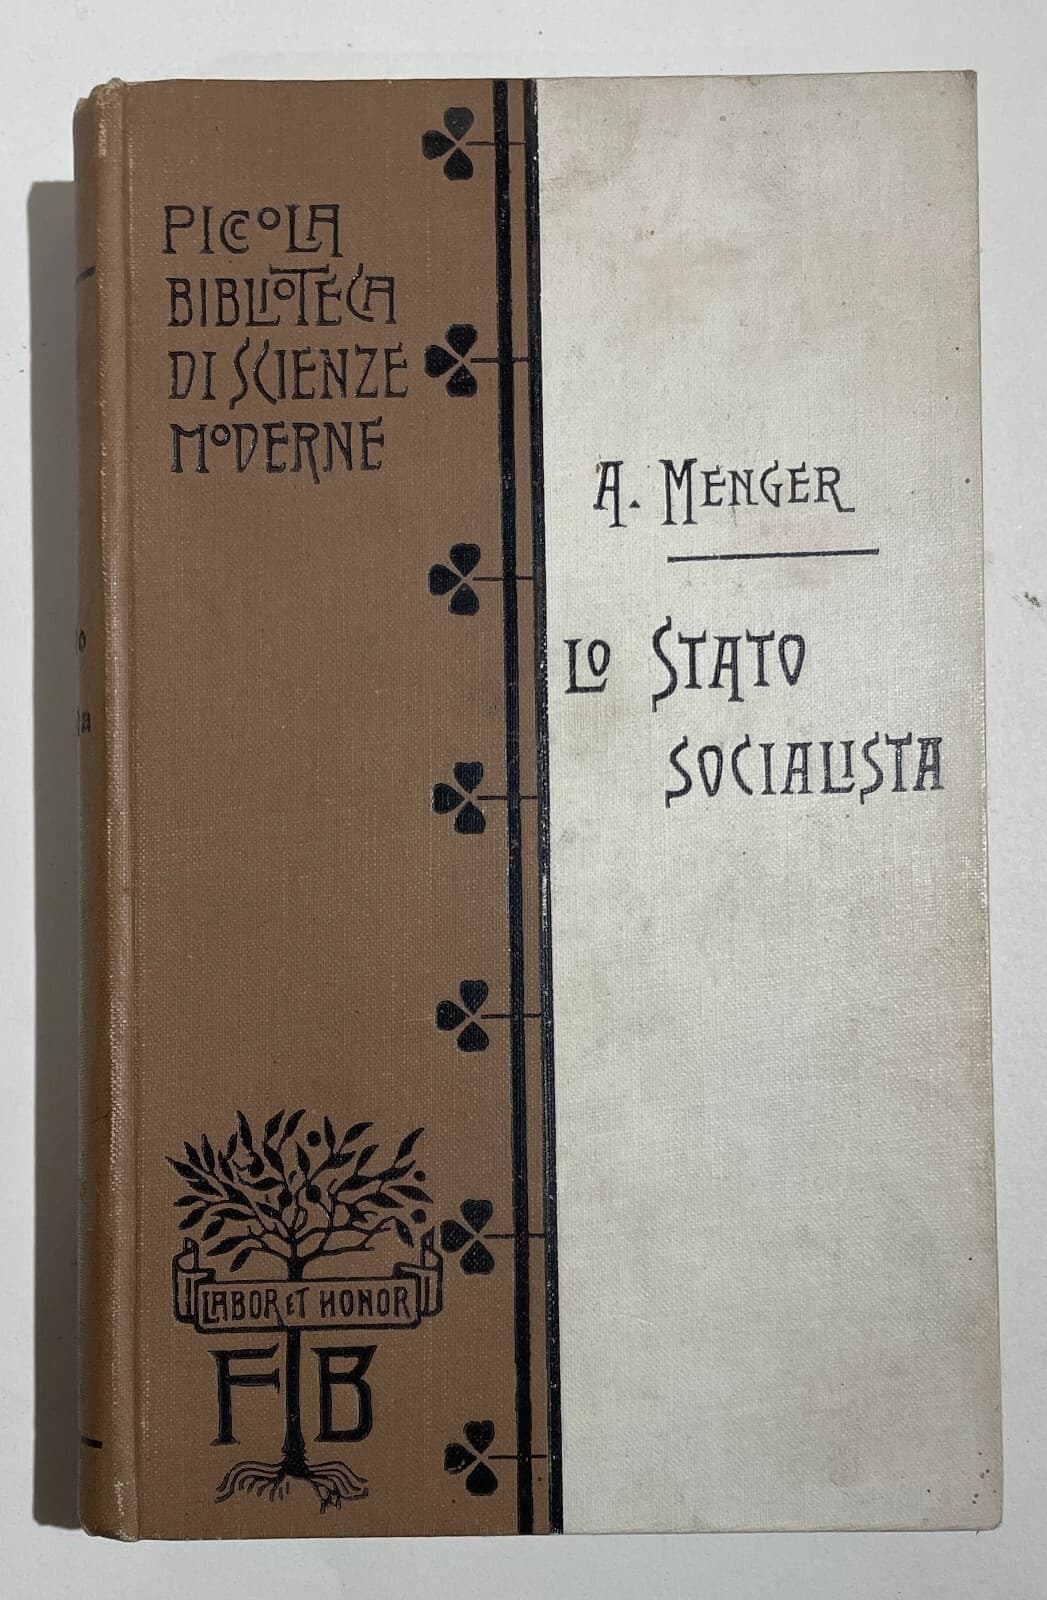 PICCOLA
BIBLIOTECA
DI SCIENZE
MODERNE
A. MENGER
LO STATO
SOCIALISTA
LABOR ET HONOR
FB